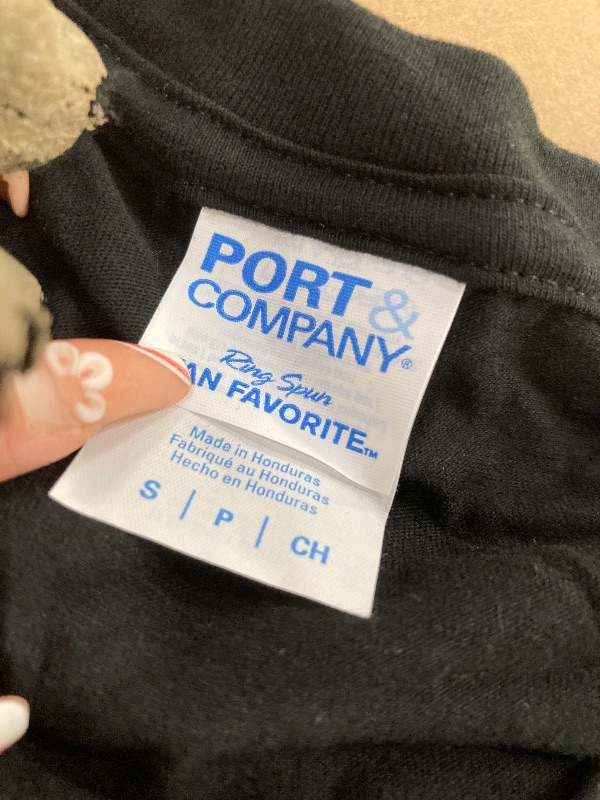 PORT &
COMPANY®
Ring Spun
AN FAVORITE™
Made in Honduras
Fabriqué au Honduras
Hecho en Honduras
S | P | CH